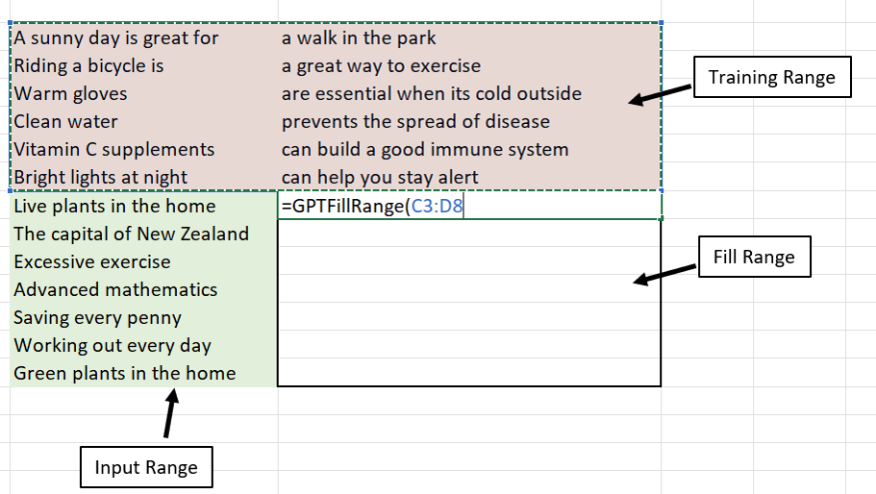 A sunny day is great for a walk in the park
Riding a bicycle is a great way to exercise
Warm gloves are essential when its cold outside
Clean water prevents the spread of disease
Vitamin C supplements can build a good immune system
Bright lights at night can help you stay alert
Live plants in the home =GPTFillRange(C3:D8
The capital of New Zealand
Excessive exercise
Advanced mathematics
Saving every penny
Working out every day
Green plants in the home
Training Range
Fill Range
Input Range